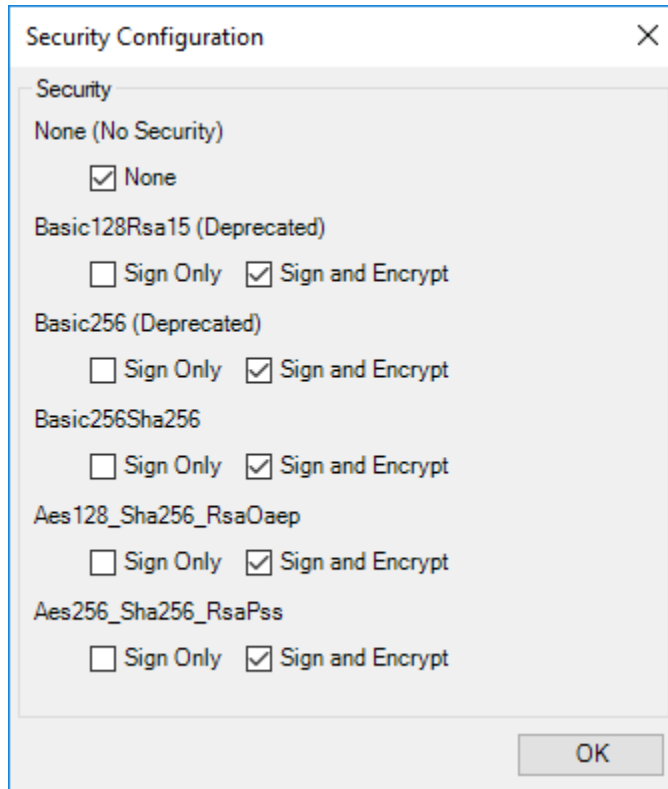 Security Configuration
Security
None (No Security)
None
Basic128Rsa15 (Deprecated)
Sign Only Sign and Encrypt
Basic256 (Deprecated)
Sign Only Sign and Encrypt
Basic256Sha256
Sign Only Sign and Encrypt
Aes128_Sha256_RsaOaep
Sign Only Sign and Encrypt
Aes256_Sha256_RsaPss
Sign Only Sign and Encrypt
OK